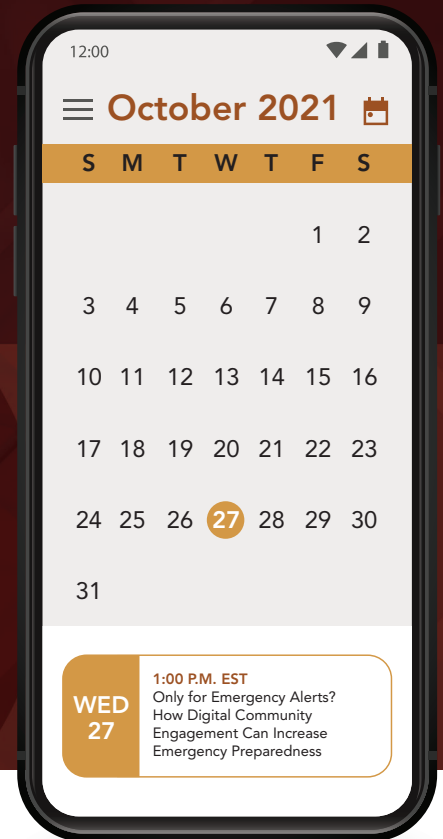 12:00
October 2021
S M T W T F S
1 2
3 4 5 6 7 8 9
10 11 12 13 14 15 16
17 18 19 20 21 22 23
24 25 26 27 28 29 30
31
WED
27
1:00 P.M. EST
Only for Emergency Alerts?
How Digital Community
Engagement Can Increase
Emergency Preparedness